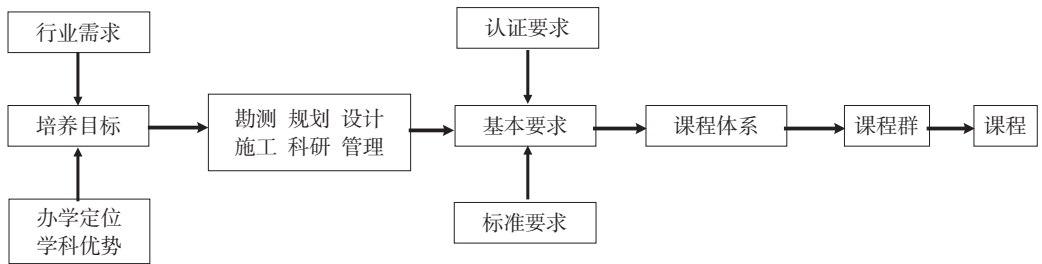 行业需求
认证要求
培养目标
勘测 规划 设计
施工 科研 管理
基本要求
课程体系
课程群
课程
办学定位
学科优势
标准要求